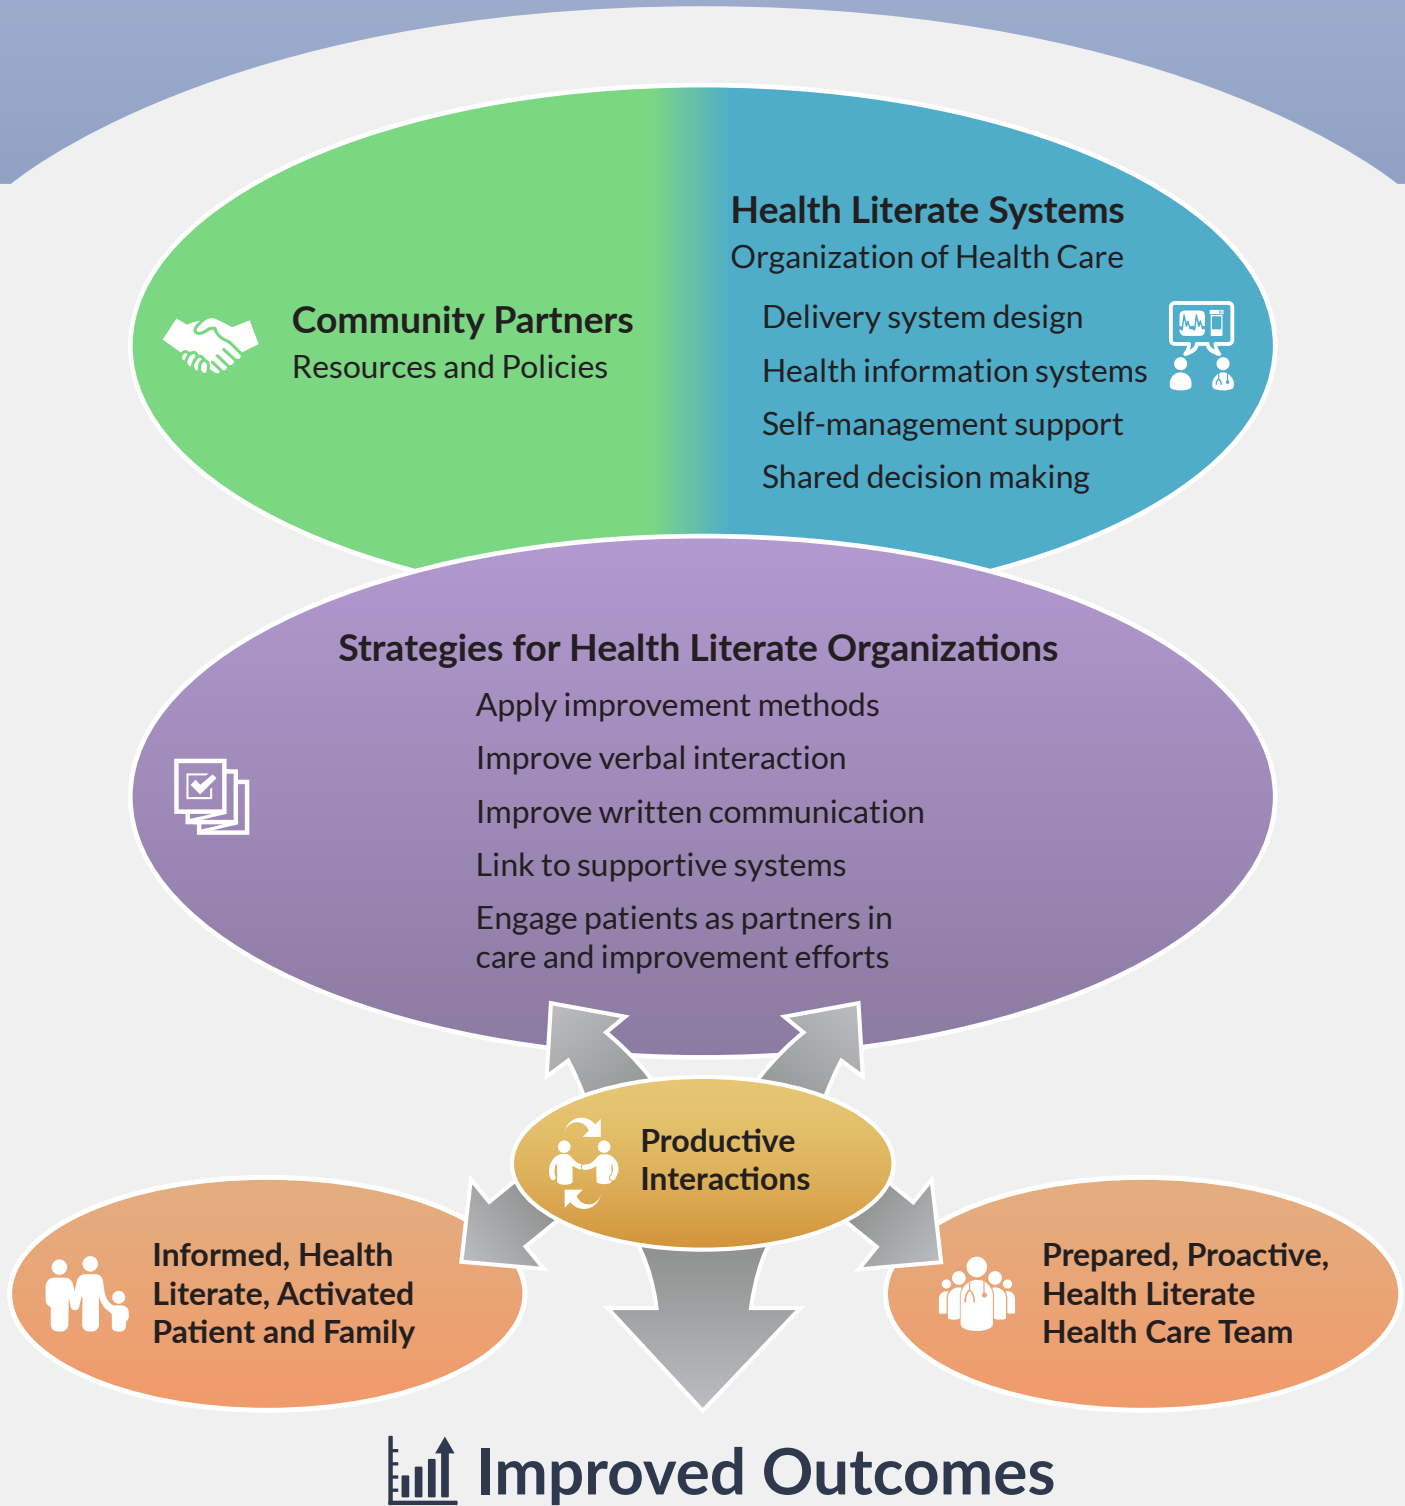 Community Partners
Resources and Policies
Health Literate Systems
Organization of Health Care
Delivery system design
Health information systems
Self-management support
Shared decision making
Strategies for Health Literate Organizations
Apply improvement methods
Improve verbal interaction
Improve written communication
Link to supportive systems
Engage patients as partners in
care and improvement efforts
Productive
Interactions
Informed, Health
Literate, Activated
Patient and Family
Prepared, Proactive,
Health Literate
Health Care Team
Improved Outcomes